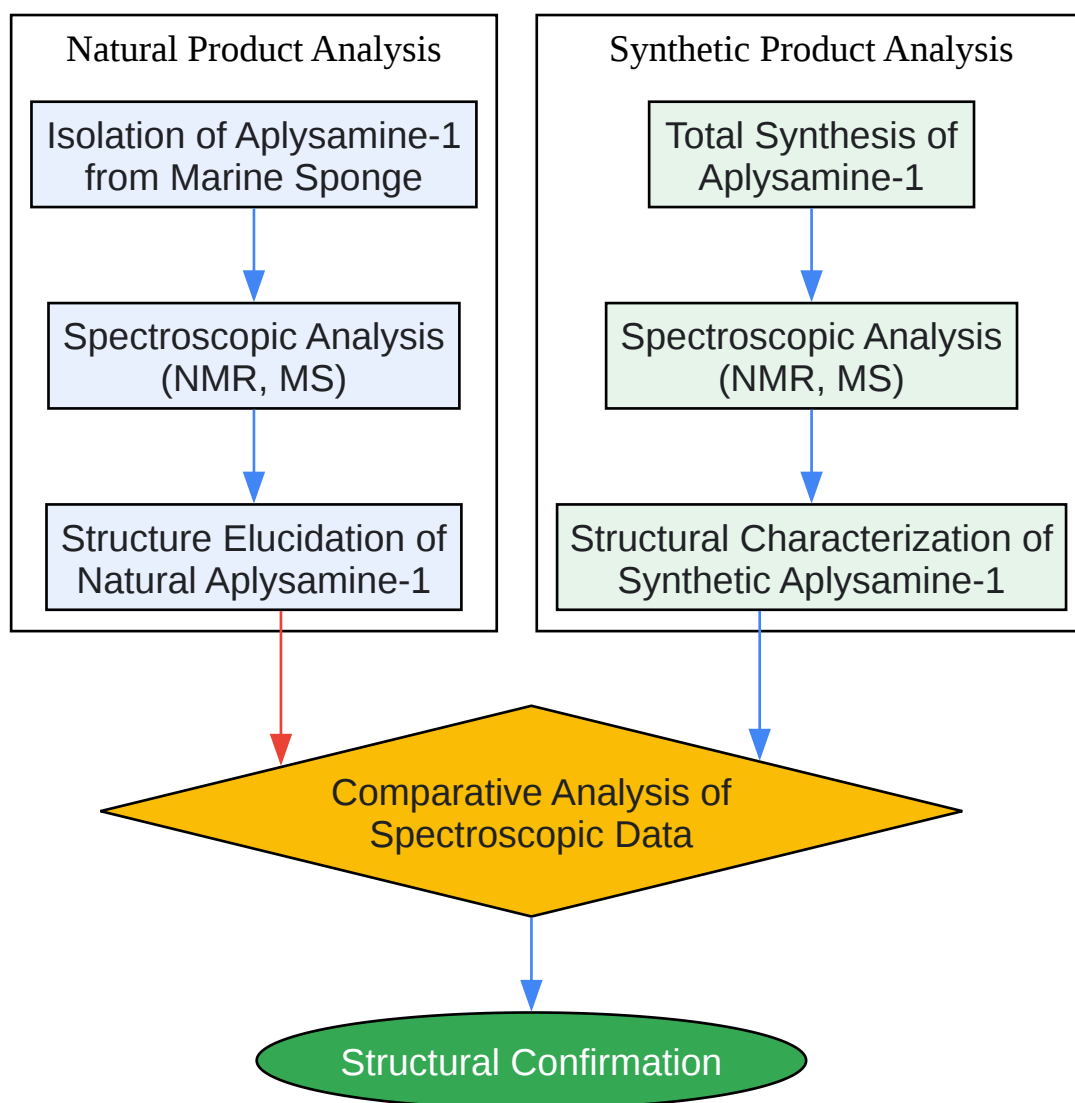 Natural Product Analysis
Isolation of Aplysamine-1
from Marine Sponge
Spectroscopic Analysis
(NMR, MS)
Structure Elucidation of
Natural Aplysamine-1
Synthetic Product Analysis
Total Synthesis of
Aplysamine-1
Spectroscopic Analysis
(NMR, MS)
Structural Characterization of
Synthetic Aplysamine-1
Comparative Analysis of
Spectroscopic Data
Structural Confirmation